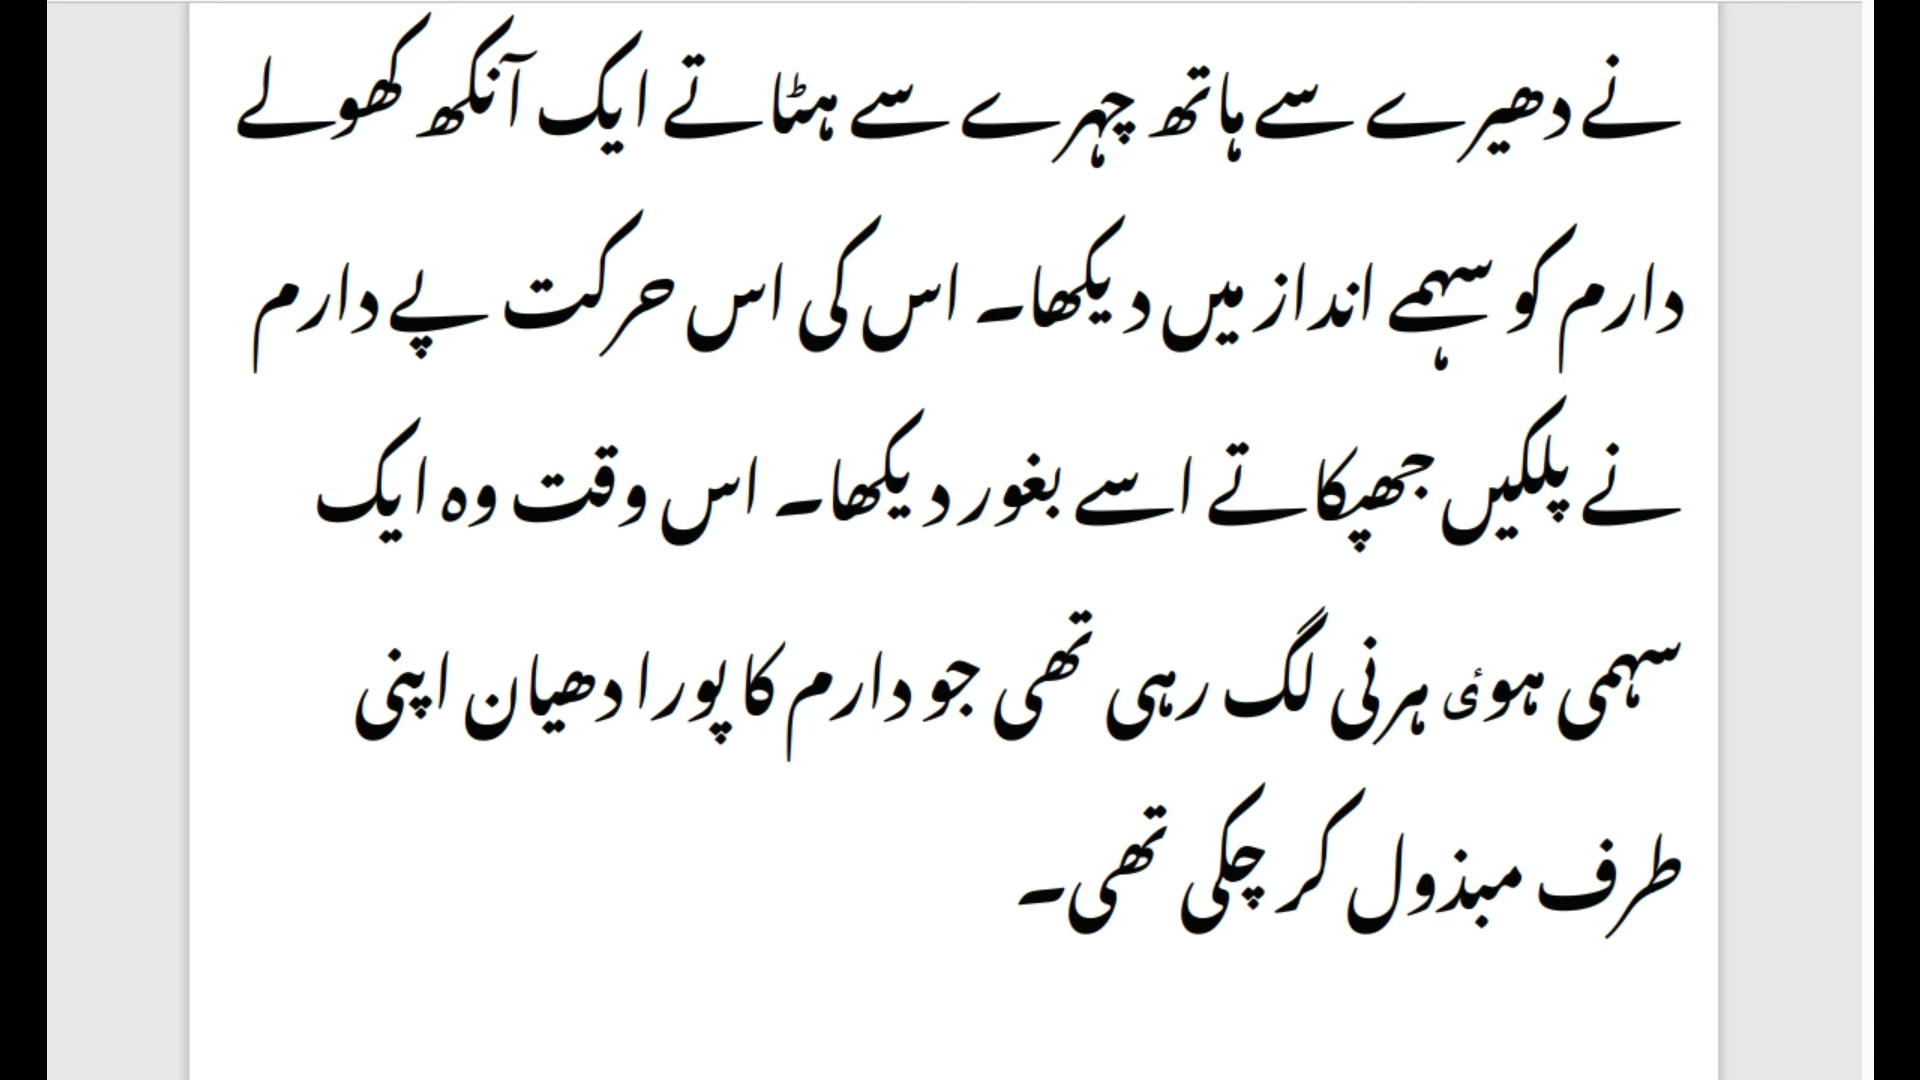 نے دھیرے سے ہاتھ چہرے سے ہٹاتے ایک آنکھ کھولے
دارم کو سہمے انداز میں دیکھا۔ اس کی اس حرکت پے دارم
نے پلکیں جھپکاتے اسے بغور دیکھا۔ اس وقت وہ ایک
سہمی ہوئ ہرنی لگ رہی تھی جو دارم کا پورا دھیان اپنی
طرف مبذول کر چکی تھی۔